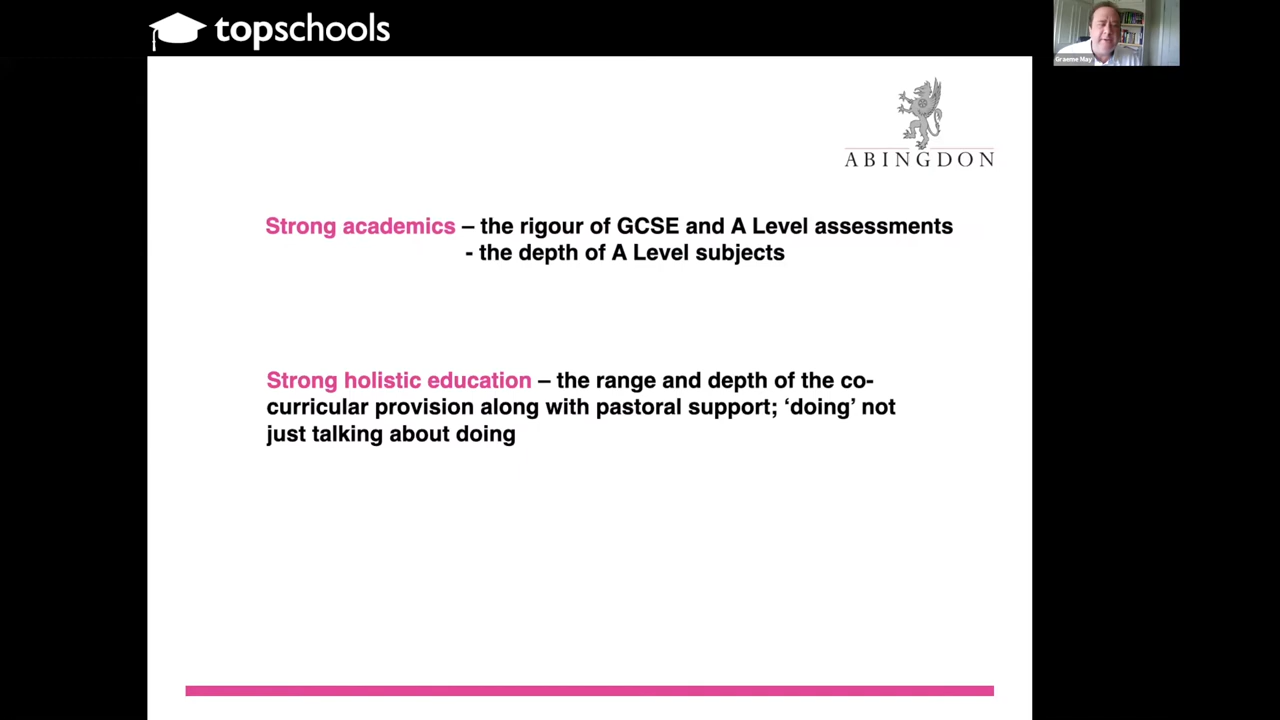 topschools
Graeme May
ABINGDON
Strong academics – the rigour of GCSE and A Level assessments
- the depth of A Level subjects
Strong holistic education – the range and depth of the co-
curricular provision along with pastoral support; ‘doing’ not
just talking about doing